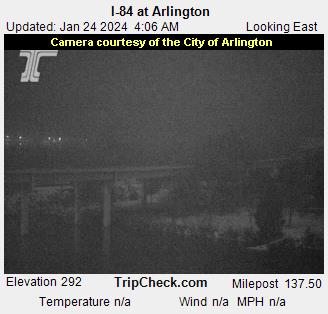 I-84 at Arlington
Updated: Jan 24 2024 4:06 AM Looking East
Camera courtesy of the City of Arlington
Elevation 292 TripCheck.com Milepost 137.50
Temperature n/a Wind n/a MPH n/a